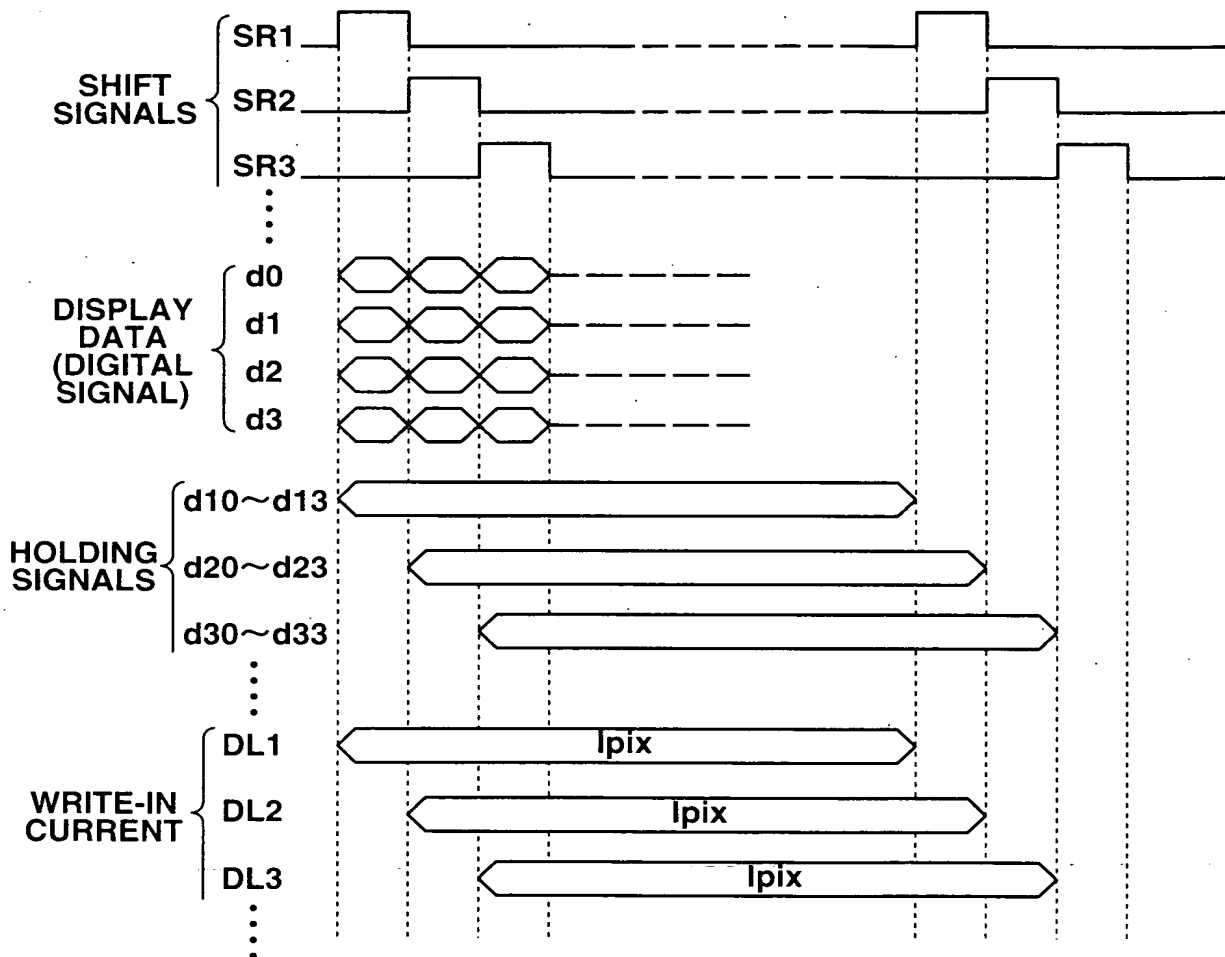 SHIFT
SIGNALS
SR1
SR2
SR3
DISPLAY
DATA
(DIGITAL
SIGNAL)
d0
d1
d2
d3
HOLDING
SIGNALS
d10~d13
d20~d23
d30~d33
WRITE-IN
CURRENT
DL1
Ipix
DL2
Ipix
DL3
Ipix